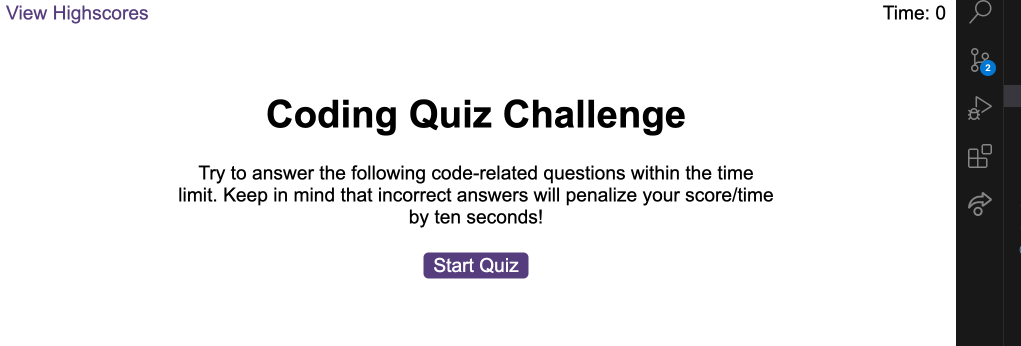 View Highscores
Time: 0
Coding Quiz Challenge
Try to answer the following code-related questions within the time
limit. Keep in mind that incorrect answers will penalize your score/time
by ten seconds!
Start Quiz
2